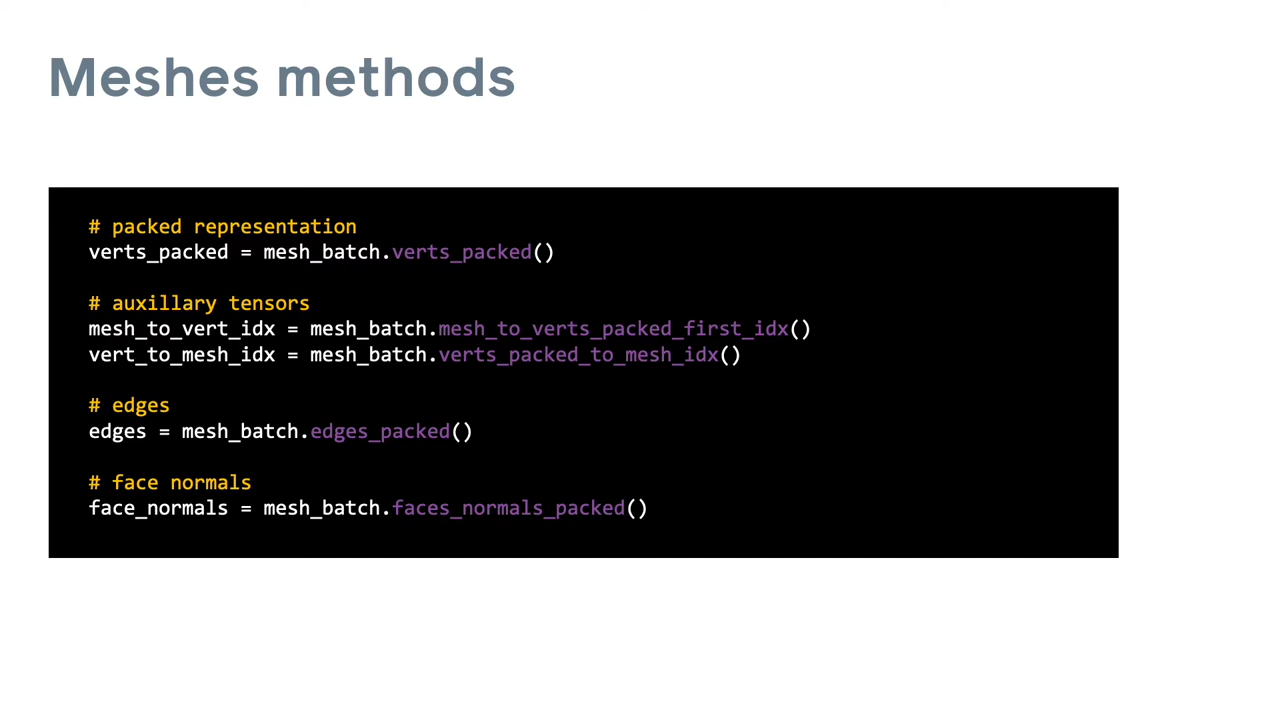 Meshes methods
# packed representation
verts_packed = mesh_batch.verts_packed()
# auxillary tensors
mesh_to_vert_idx = mesh_batch.mesh_to_verts_packed_first_idx()
vert_to_mesh_idx = mesh_batch.verts_packed_to_mesh_idx()
# edges
edges = mesh_batch.edges_packed()
# face normals
face_normals = mesh_batch.faces_normals_packed()